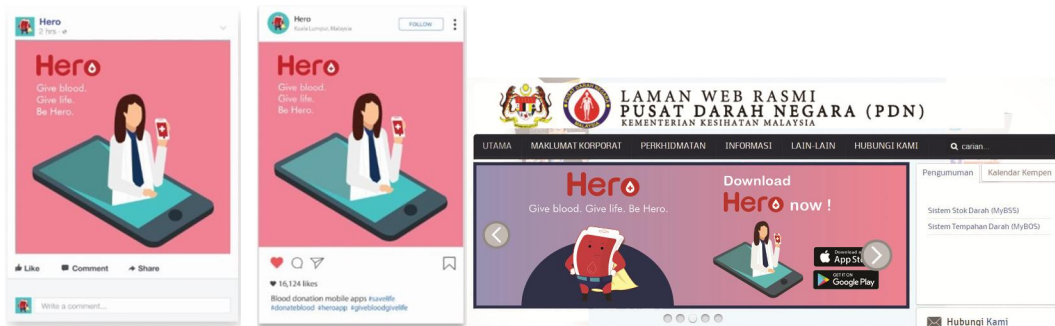 Hero
2 hrs
Hero
Give blood.
Give life.
Be Hero.
Like Comment Share
Write a comment...
Hero
Kuala Lumpur, Malaysia
FOLLOW
Hero
Give blood.
Give life.
Be Hero.
16,124 likes
Blood donation mobile apps #savelife
#donateblood #heroapp #givebloodgivelife
LAMAN WEB RASMI
PUSAT DARAH NEGARA (PDN)
KEMENTERIAN KESIHATAN MALAYSIA
UTAMA MAKLUMAT KORPORAT PERKHIDMATAN INFORMASI LAIN-LAIN HUBUNGI KAMI carian...
Hero
Give blood. Give life. Be Hero.
Download
Hero now !
App Sto
GET IT ON
Google Play
Pengumuman Kalendar Kempen
Sistem Stok Darah (MyBSS)
Sistem Tempahan Darah (MyBOS)
Hubungi Kami